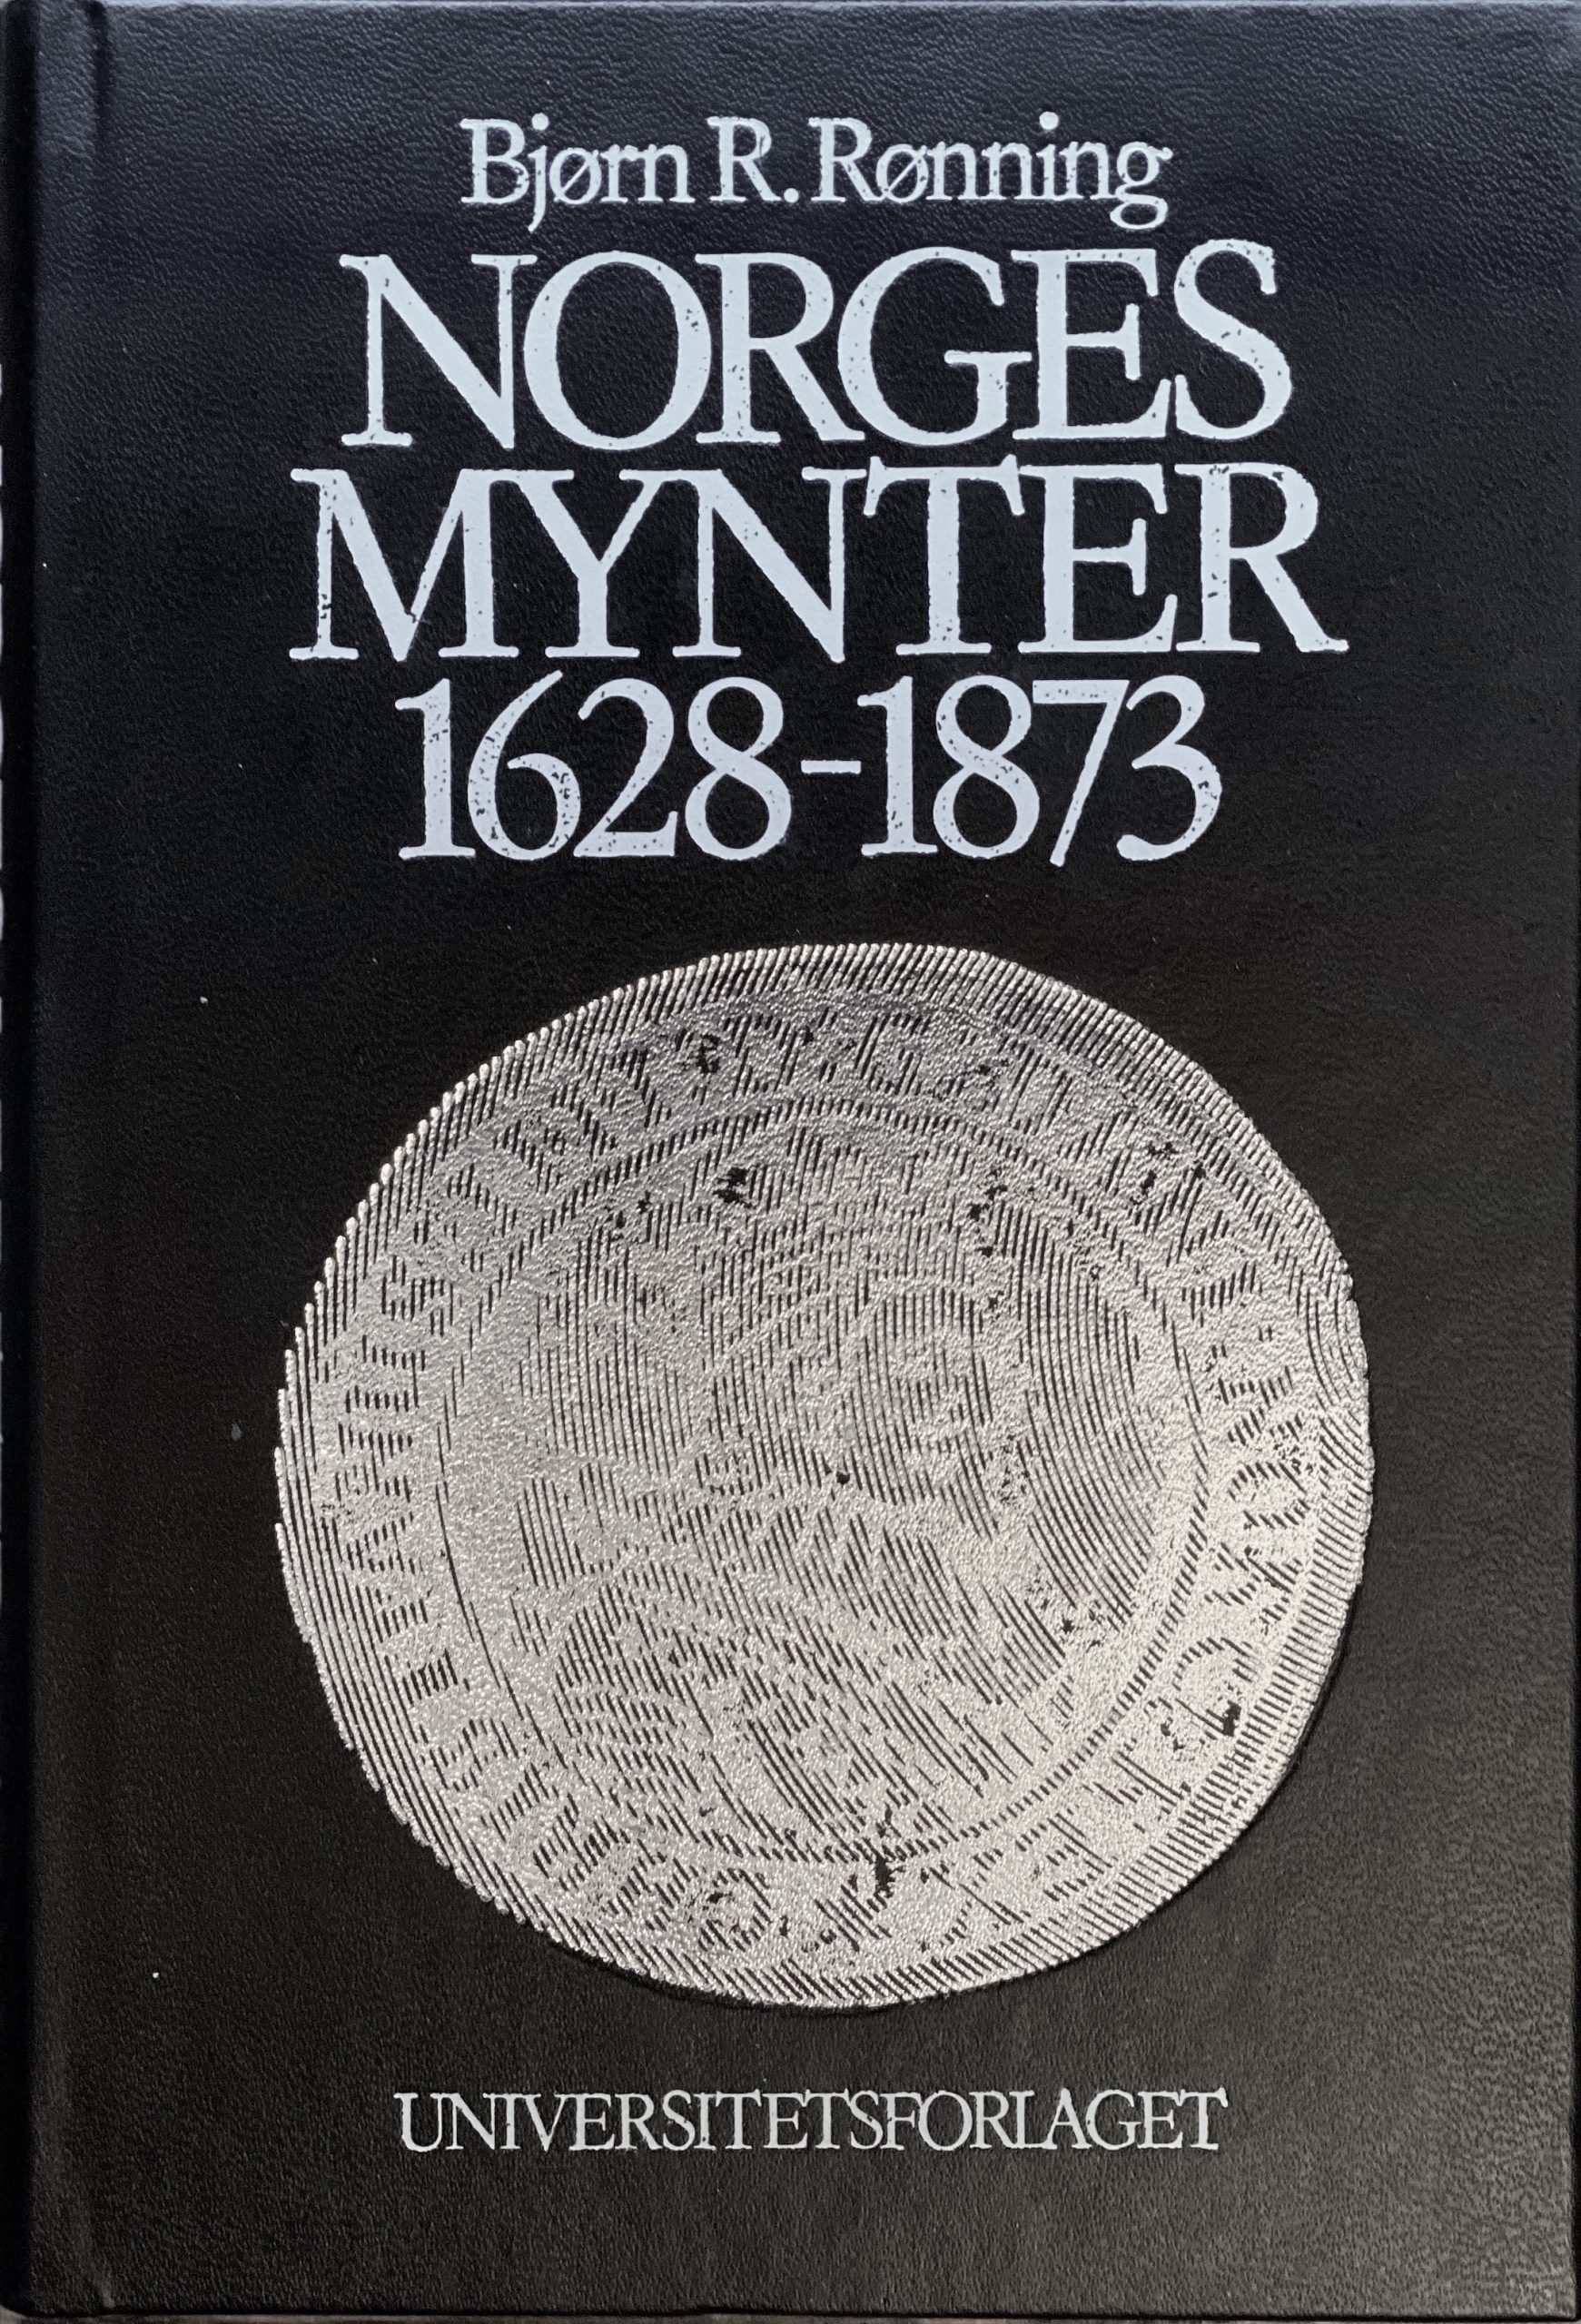 Bjørn R. Rønning
NORGES
MYNTER
1628-1873
UNIVERSITETSFORLAGET